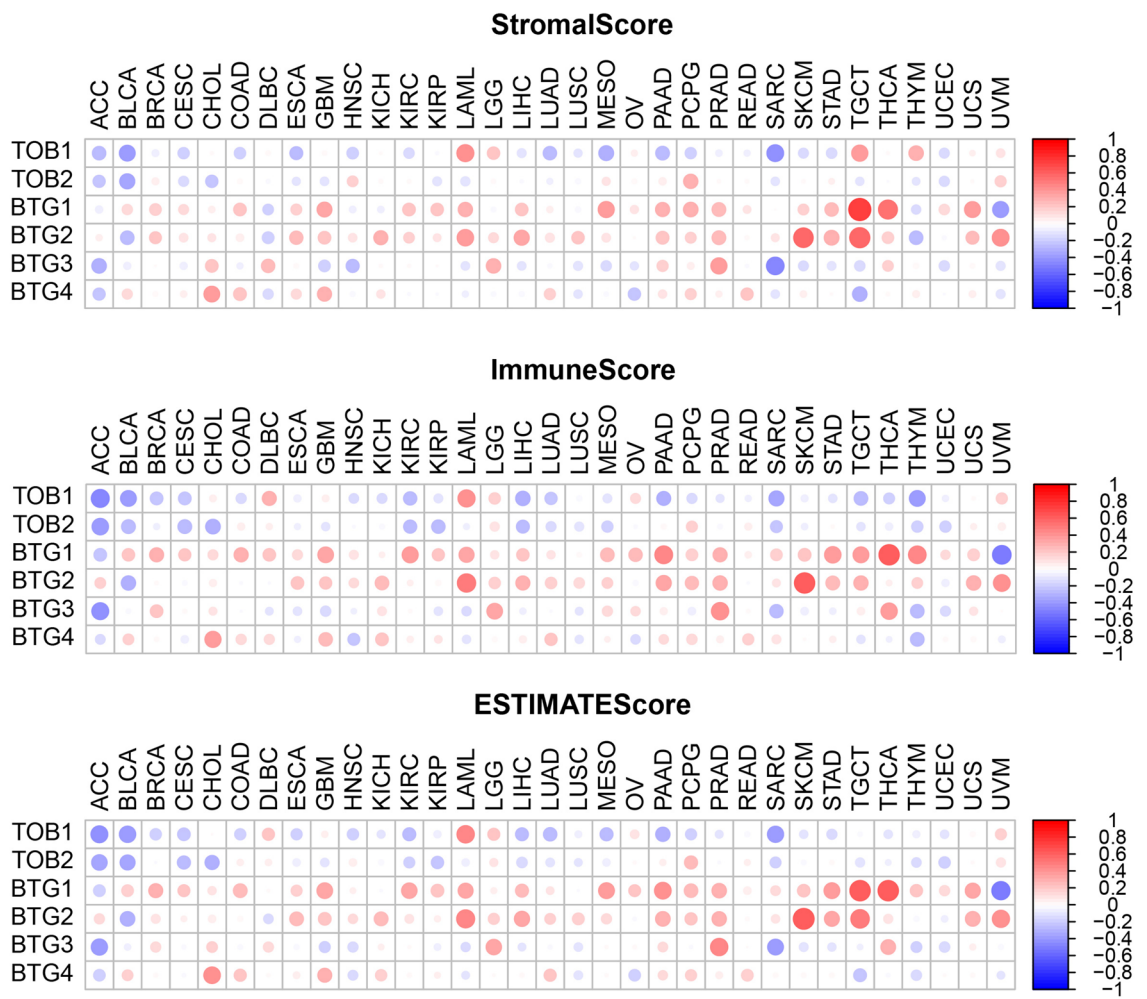 StromalScore
ACC BLCA BRCA CESC CHOL COAD DLBC ESCA GBM HNSC KICH KIRC KIRP LAML LGG LIHC LUAD LUSC MESO OV PAAD PCPG PRAD READ SARC SKCM STAD TGCT THCA THYM UCEC UCS UVM
TOB1
TOB2
BTG1
BTG2
BTG3
BTG4
1
0.8
0.6
0.4
0.2
0
−0.2
−0.4
−0.6
−0.8
−1
ImmuneScore
ACC BLCA BRCA CESC CHOL COAD DLBC ESCA GBM HNSC KICH KIRC KIRP LAML LGG LIHC LUAD LUSC MESO OV PAAD PCPG PRAD READ SARC SKCM STAD TGCT THCA THYM UCEC UCS UVM
TOB1
TOB2
BTG1
BTG2
BTG3
BTG4
1
0.8
0.6
0.4
0.2
0
−0.2
−0.4
−0.6
−0.8
−1
ESTIMATEScore
ACC BLCA BRCA CESC CHOL COAD DLBC ESCA GBM HNSC KICH KIRC KIRP LAML LGG LIHC LUAD LUSC MESO OV PAAD PCPG PRAD READ SARC SKCM STAD TGCT THCA THYM UCEC UCS UVM
TOB1
TOB2
BTG1
BTG2
BTG3
BTG4
1
0.8
0.6
0.4
0.2
0
−0.2
−0.4
−0.6
−0.8
−1